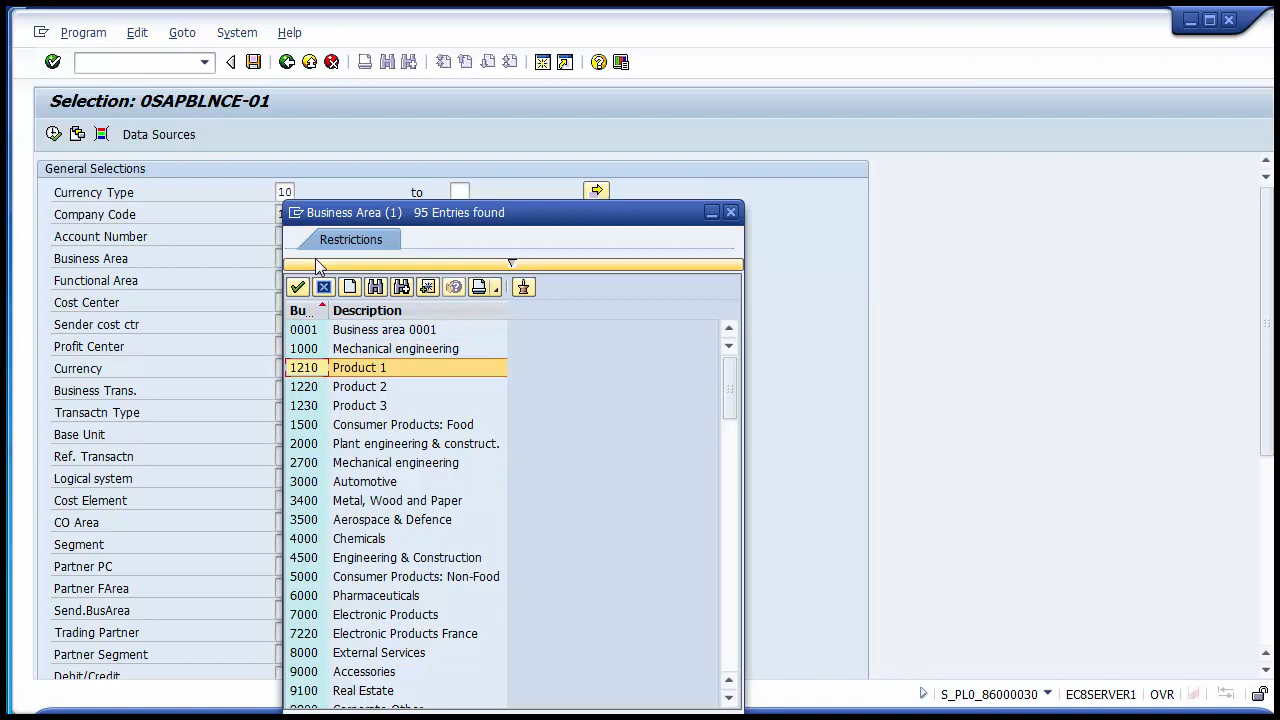 Program Edit Goto System Help
Selection: 0SAPBLNCE-01
Data Sources
General Selections
Currency Type 10 to
Company Code
Account Number
Business Area
Functional Area
Cost Center
Sender cost ctr
Profit Center
Currency
Business Trans.
Transactn Type
Base Unit
Ref. Transactn
Logical system
Cost Element
CO Area
Segment
Partner PC
Partner FArea
Send.BusArea
Trading Partner
Partner Segment
Debit/Credit
Business Area (1) 95 Entries found
Restrictions
Bu... Description
0001 Business area 0001
1000 Mechanical engineering
1210 Product 1
1220 Product 2
1230 Product 3
1500 Consumer Products: Food
2000 Plant engineering & construct.
2700 Mechanical engineering
3000 Automotive
3400 Metal, Wood and Paper
3500 Aerospace & Defence
4000 Chemicals
4500 Engineering & Construction
5000 Consumer Products: Non-Food
6000 Pharmaceuticals
7000 Electronic Products
7220 Electronic Products France
8000 External Services
9000 Accessories
9100 Real Estate
S_PL0_86000030 EC8SERVER1 OVR